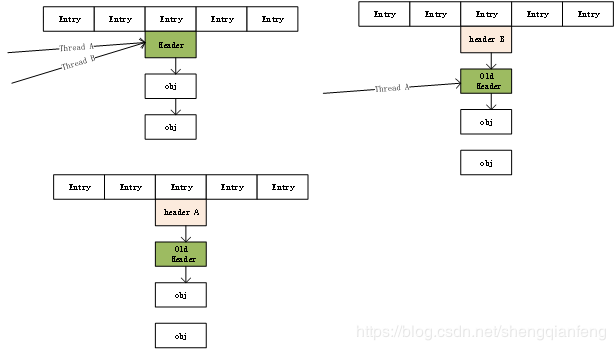 Entry Entry Entry Entry Entry
Thread A
Thread B
Header
obj
obj
Entry Entry Entry Entry Entry
header B
Thread A
Old
Header
obj
obj
Entry Entry Entry Entry Entry
header A
Old
Header
obj
obj
https://blog.csdn.net/shengqianfeng